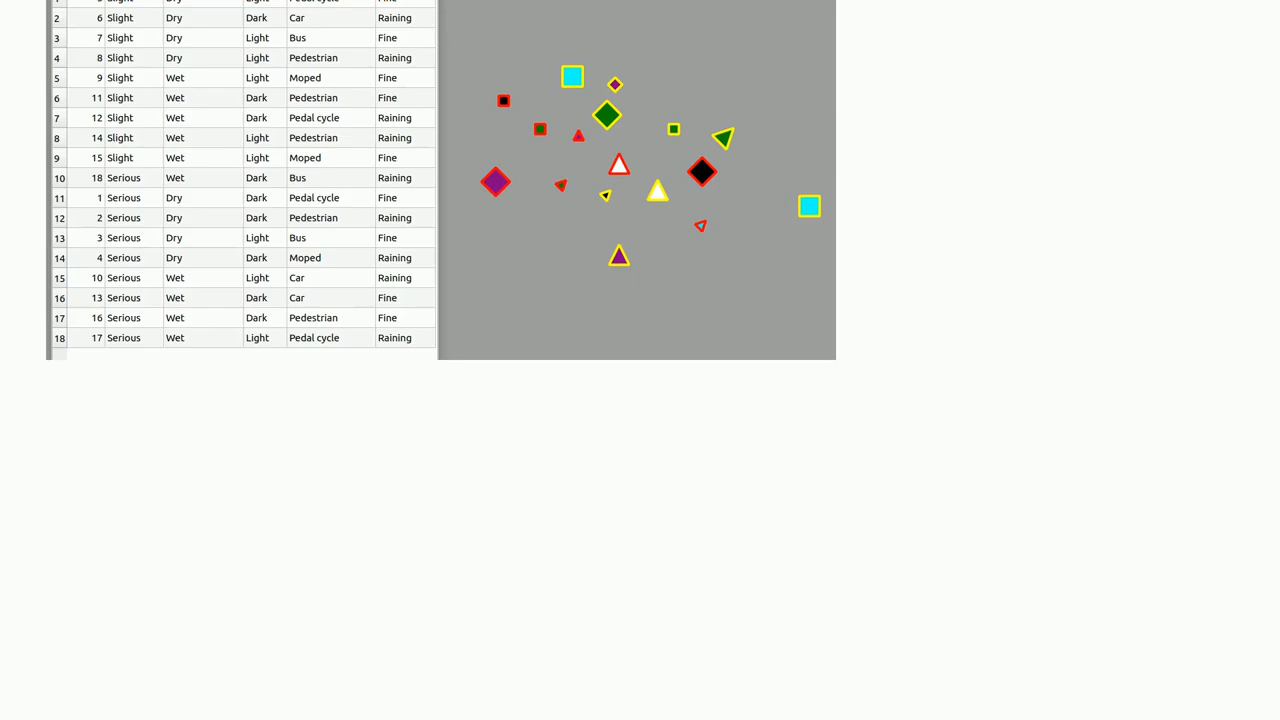 2 6 Slight Dry Dark Car Raining
3 7 Slight Dry Light Bus Fine
4 8 Slight Dry Light Pedestrian Raining
5 9 Slight Wet Light Moped Fine
6 11 Slight Wet Dark Pedestrian Fine
7 12 Slight Wet Dark Pedal cycle Raining
8 14 Slight Wet Light Pedestrian Raining
9 15 Slight Wet Light Moped Fine
10 18 Serious Wet Dark Bus Raining
11 1 Serious Dry Dark Pedal cycle Fine
12 2 Serious Dry Dark Pedestrian Raining
13 3 Serious Dry Light Bus Fine
14 4 Serious Dry Dark Moped Raining
15 10 Serious Wet Light Car Raining
16 13 Serious Wet Dark Car Fine
17 16 Serious Wet Dark Pedestrian Fine
18 17 Serious Wet Light Pedal cycle Raining